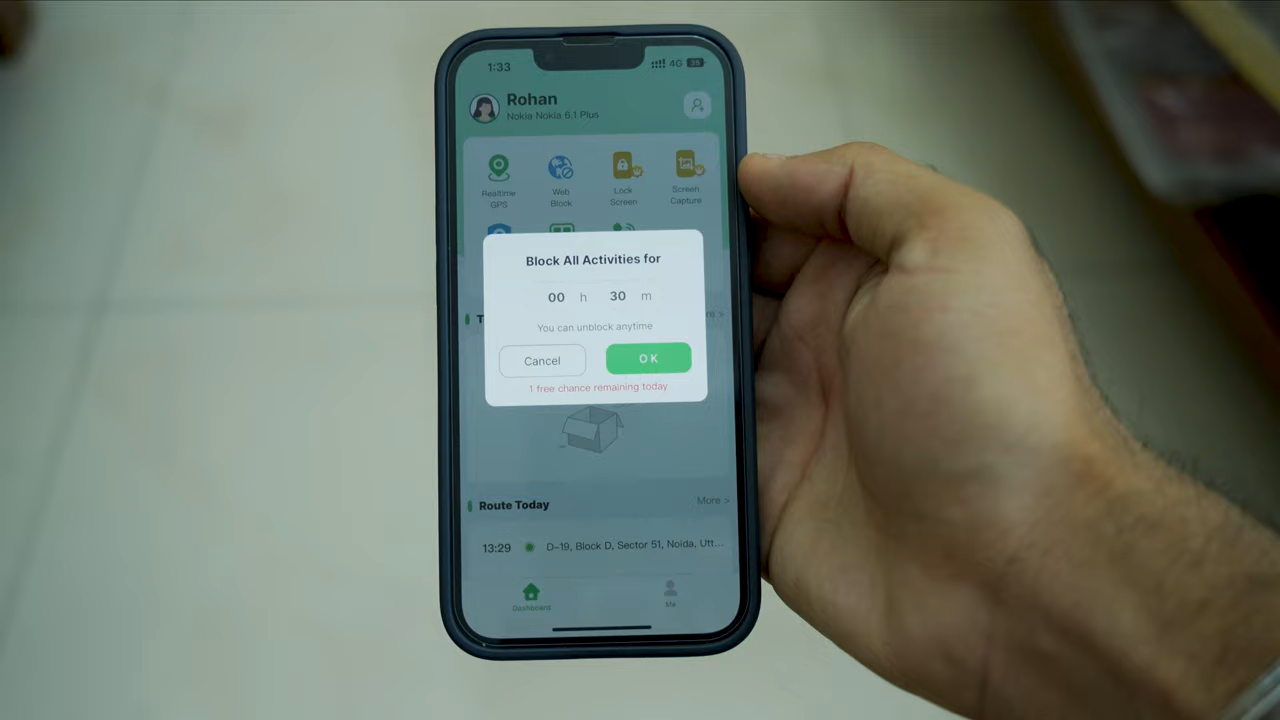 1:33
4G 35
Rohan
Nokia Nokia 6.1 Plus
Realtime GPS
Web Block
Lock Screen
Screen Capture
Block All Activities for
00 h 30 m
You can unblock anytime
Cancel
OK
1 free chance remaining today
Route Today
More >
13:29
D-19, Block D, Sector 51, Noida, Utt...
Dashboard
Me